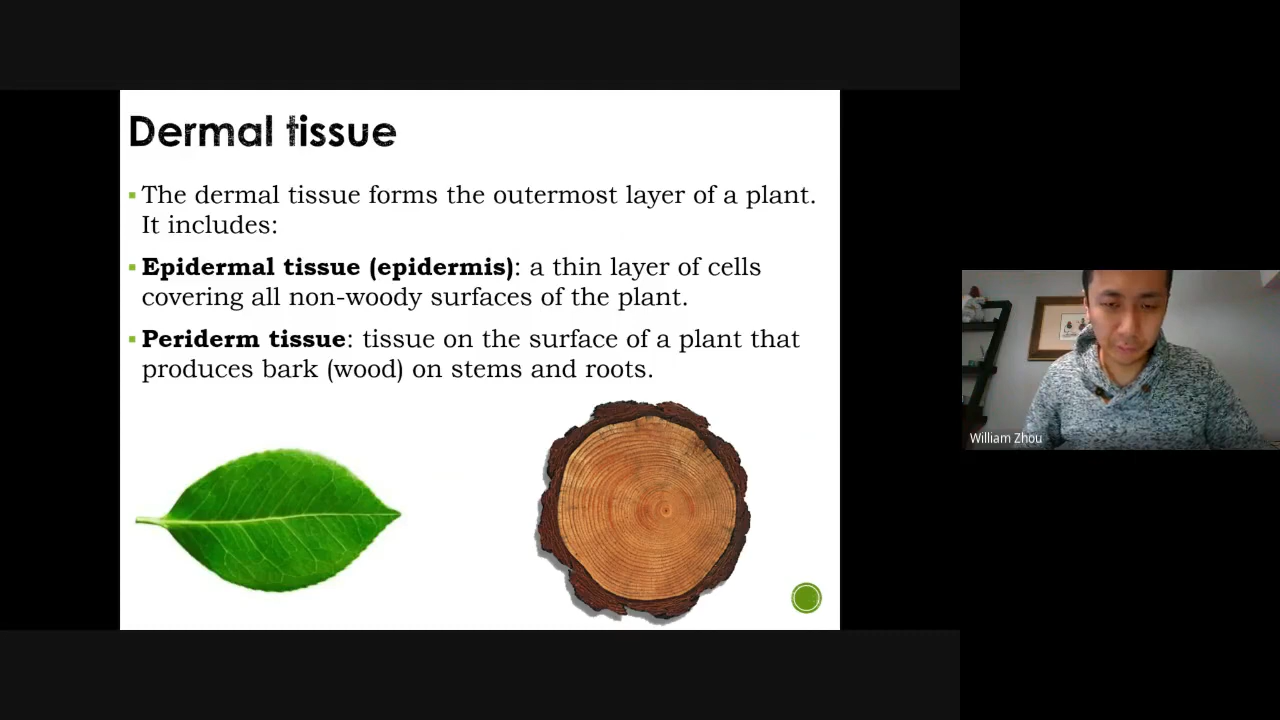 Dermal tissue
The dermal tissue forms the outermost layer of a plant.
It includes:
Epidermal tissue (epidermis): a thin layer of cells
covering all non-woody surfaces of the plant.
Periderm tissue: tissue on the surface of a plant that
produces bark (wood) on stems and roots.
William Zhou